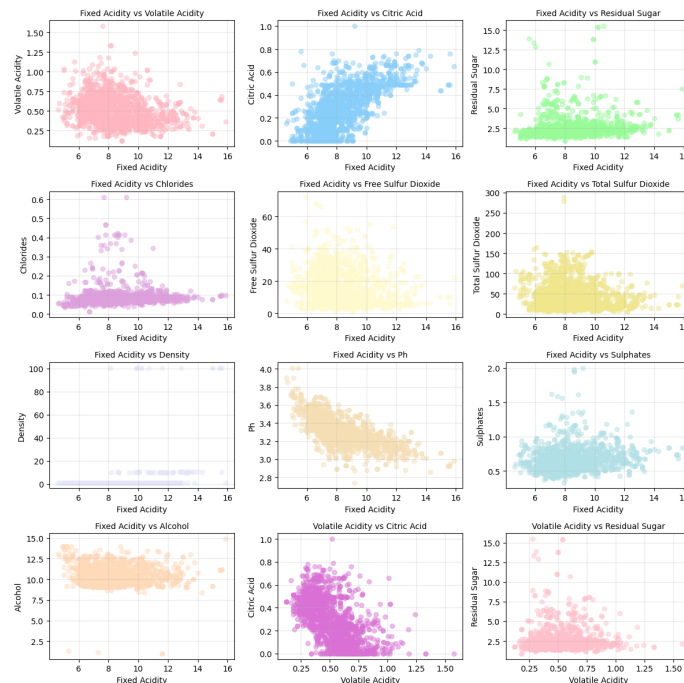 Fixed Acidity vs Volatile Acidity
Volatile Acidity
1.50
1.25
1.00
0.75
0.50
0.25
6 8 10 12 14 16
Fixed Acidity
Fixed Acidity vs Citric Acid
Citric Acid
1.0
0.8
0.6
0.4
0.2
0.0
6 8 10 12 14 16
Fixed Acidity
Fixed Acidity vs Residual Sugar
Residual Sugar
15.0
12.5
10.0
7.5
5.0
2.5
6 8 10 12 14 16
Fixed Acidity
Fixed Acidity vs Chlorides
Chlorides
0.6
0.5
0.4
0.3
0.2
0.1
0.0
6 8 10 12 14 16
Fixed Acidity
Fixed Acidity vs Free Sulfur Dioxide
Free Sulfur Dioxide
60
40
20
0
6 8 10 12 14 16
Fixed Acidity
Fixed Acidity vs Total Sulfur Dioxide
Total Sulfur Dioxide
300
250
200
150
100
50
0
6 8 10 12 14 16
Fixed Acidity
Fixed Acidity vs Density
Density
100
80
60
40
20
0
6 8 10 12 14 16
Fixed Acidity
Fixed Acidity vs Ph
Ph
4.0
3.8
3.6
3.4
3.2
3.0
2.8
6 8 10 12 14 16
Fixed Acidity
Fixed Acidity vs Sulphates
Sulphates
2.0
1.5
1.0
0.5
6 8 10 12 14 16
Fixed Acidity
Fixed Acidity vs Alcohol
Alcohol
15.0
12.5
10.0
7.5
5.0
2.5
6 8 10 12 14 16
Fixed Acidity
Volatile Acidity vs Citric Acid
Citric Acid
1.0
0.8
0.6
0.4
0.2
0.0
0.25 0.50 0.75 1.00 1.25 1.50
Volatile Acidity
Volatile Acidity vs Residual Sugar
Residual Sugar
15.0
12.5
10.0
7.5
5.0
2.5
0.25 0.50 0.75 1.00 1.25 1.50
Volatile Acidity